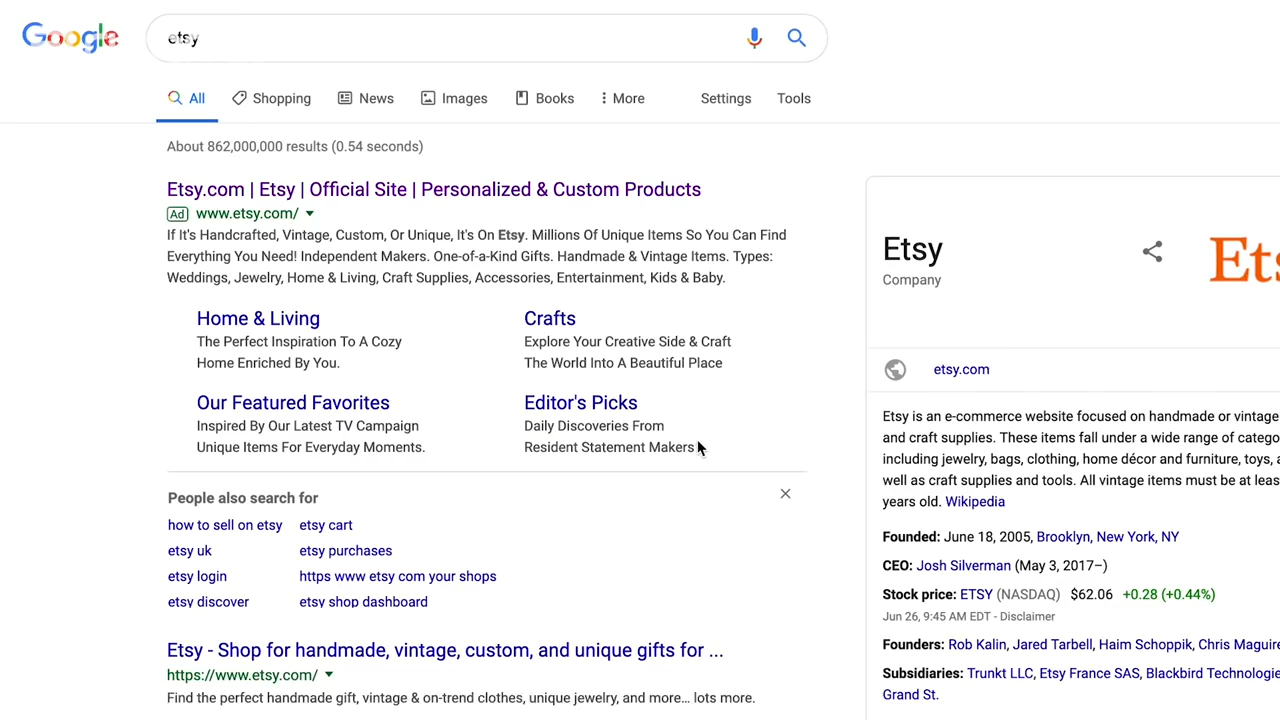 Google
etsy
All Shopping News Images Books More Settings Tools
About 862,000,000 results (0.54 seconds)
Etsy.com | Etsy | Official Site | Personalized & Custom Products
Ad www.etsy.com/
If It's Handcrafted, Vintage, Custom, Or Unique, It's On Etsy. Millions Of Unique Items So You Can Find
Everything You Need! Independent Makers. One-of-a-Kind Gifts. Handmade & Vintage Items. Types:
Weddings, Jewelry, Home & Living, Craft Supplies, Accessories, Entertainment, Kids & Baby.
Home & Living
The Perfect Inspiration To A Cozy
Home Enriched By You.
Crafts
Explore Your Creative Side & Craft
The World Into A Beautiful Place
Our Featured Favorites
Inspired By Our Latest TV Campaign
Unique Items For Everyday Moments.
Editor's Picks
Daily Discoveries From
Resident Statement Makers
People also search for
how to sell on etsy
etsy uk
etsy login
etsy discover
etsy cart
etsy purchases
https www etsy com your shops
etsy shop dashboard
Etsy - Shop for handmade, vintage, custom, and unique gifts for ...
https://www.etsy.com/
Find the perfect handmade gift, vintage & on-trend clothes, unique jewelry, and more… lots more.
Etsy
Company
Ets
etsy.com
Etsy is an e-commerce website focused on handmade or vintage
and craft supplies. These items fall under a wide range of catego
including jewelry, bags, clothing, home décor and furniture, toys,
well as craft supplies and tools. All vintage items must be at leas
years old. Wikipedia
Founded: June 18, 2005, Brooklyn, New York, NY
CEO: Josh Silverman (May 3, 2017–)
Stock price: ETSY (NASDAQ) $62.06 +0.28 (+0.44%)
Jun 26, 9:45 AM EDT - Disclaimer
Founders: Rob Kalin, Jared Tarbell, Haim Schoppik, Chris Maguire
Subsidiaries: Trunkt LLC, Etsy France SAS, Blackbird Technologie
Grand St.